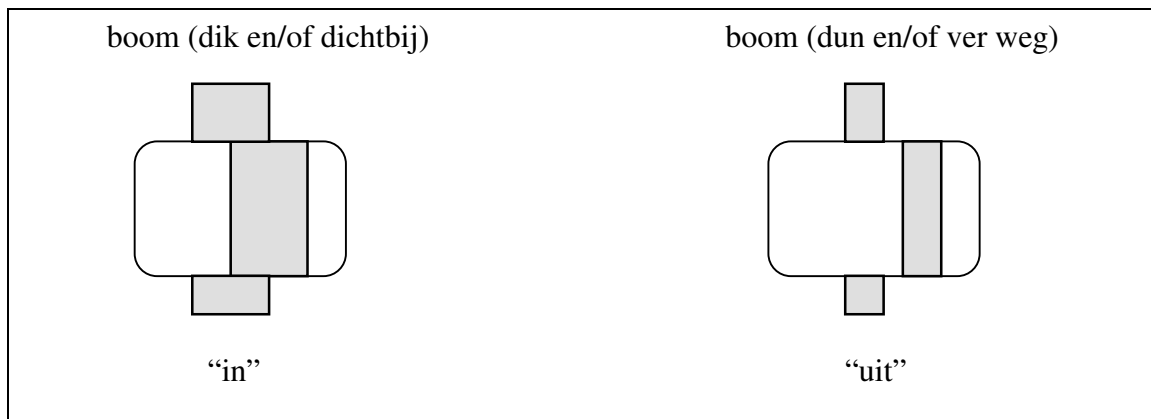 boom (dik en/of dichtbij) boom (dun en/of ver weg)
“in” “uit”